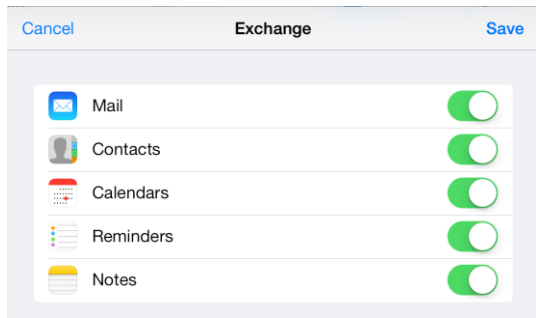 Cancel Exchange Save
Mail
Contacts
Calendars
Reminders
Notes